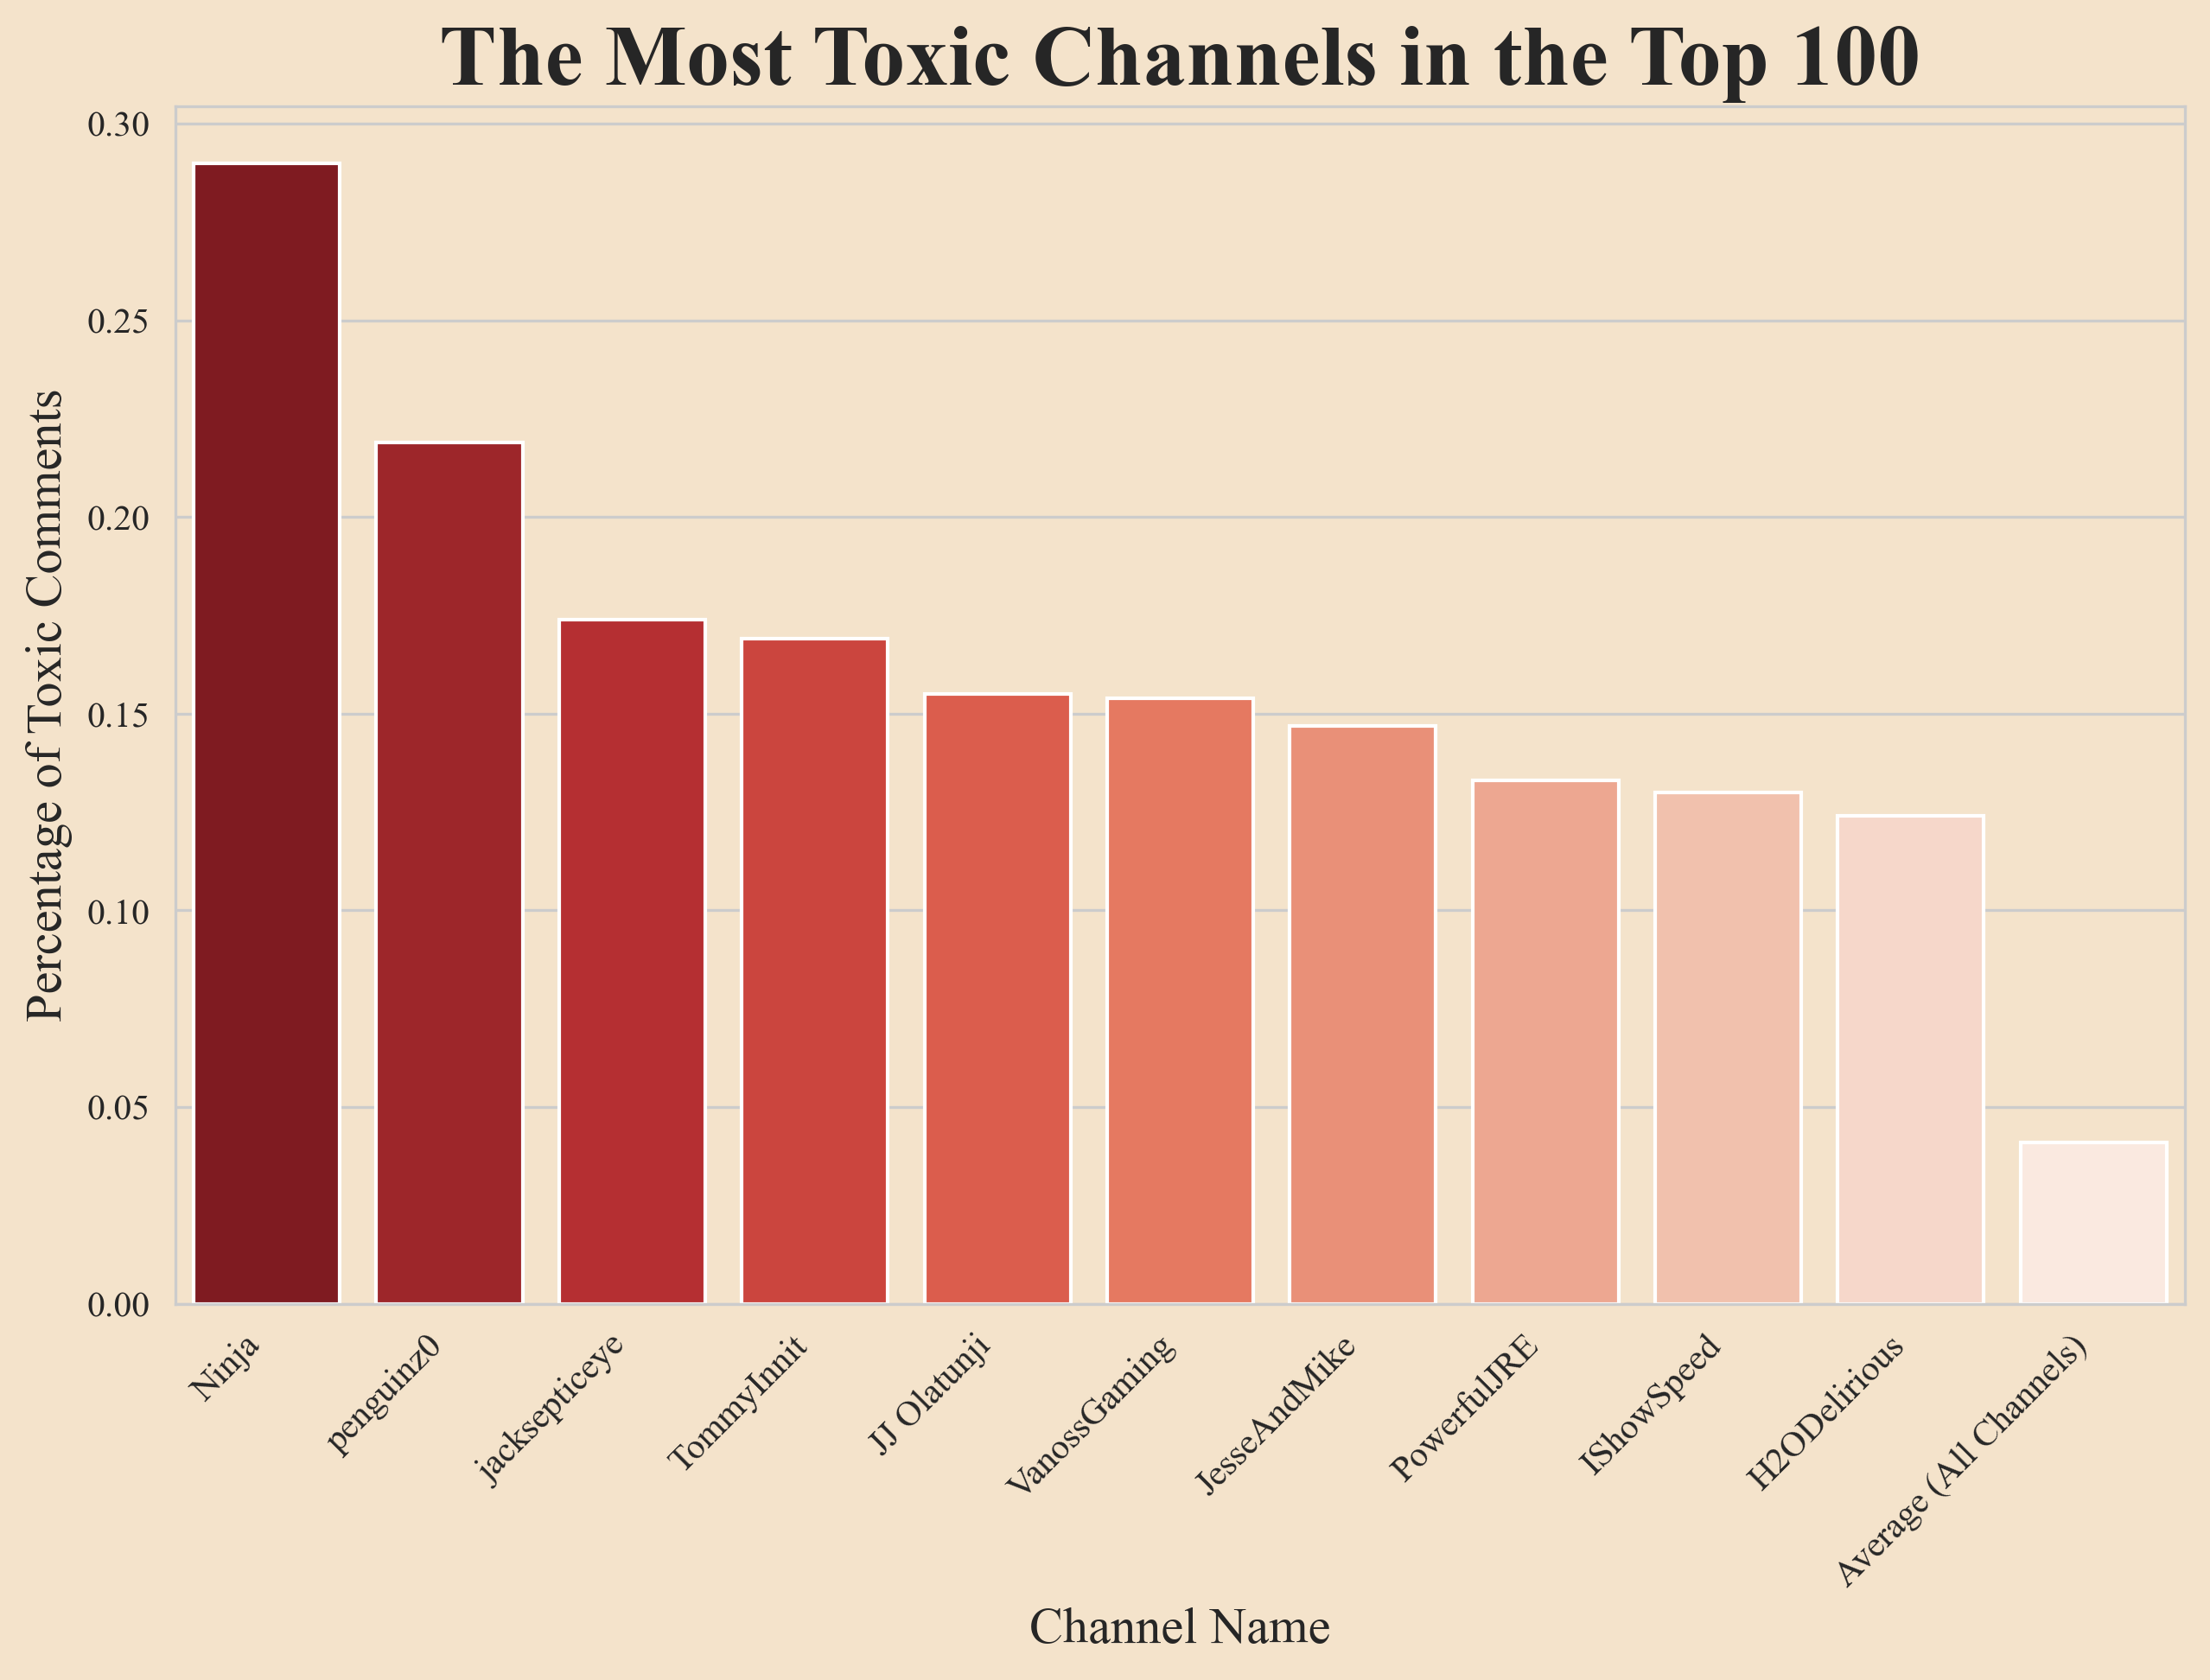 The Most Toxic Channels in the Top 100
Percentage of Toxic Comments
0.30
0.25
0.20
0.15
0.10
0.05
0.00
Ninja
penguinz0
jacksepticeye
TommyInnit
JJ Olatunji
VanossGaming
JesseAndMike
PowerfulJRE
IShowSpeed
H2ODelirious
Average (All Channels)
Channel Name